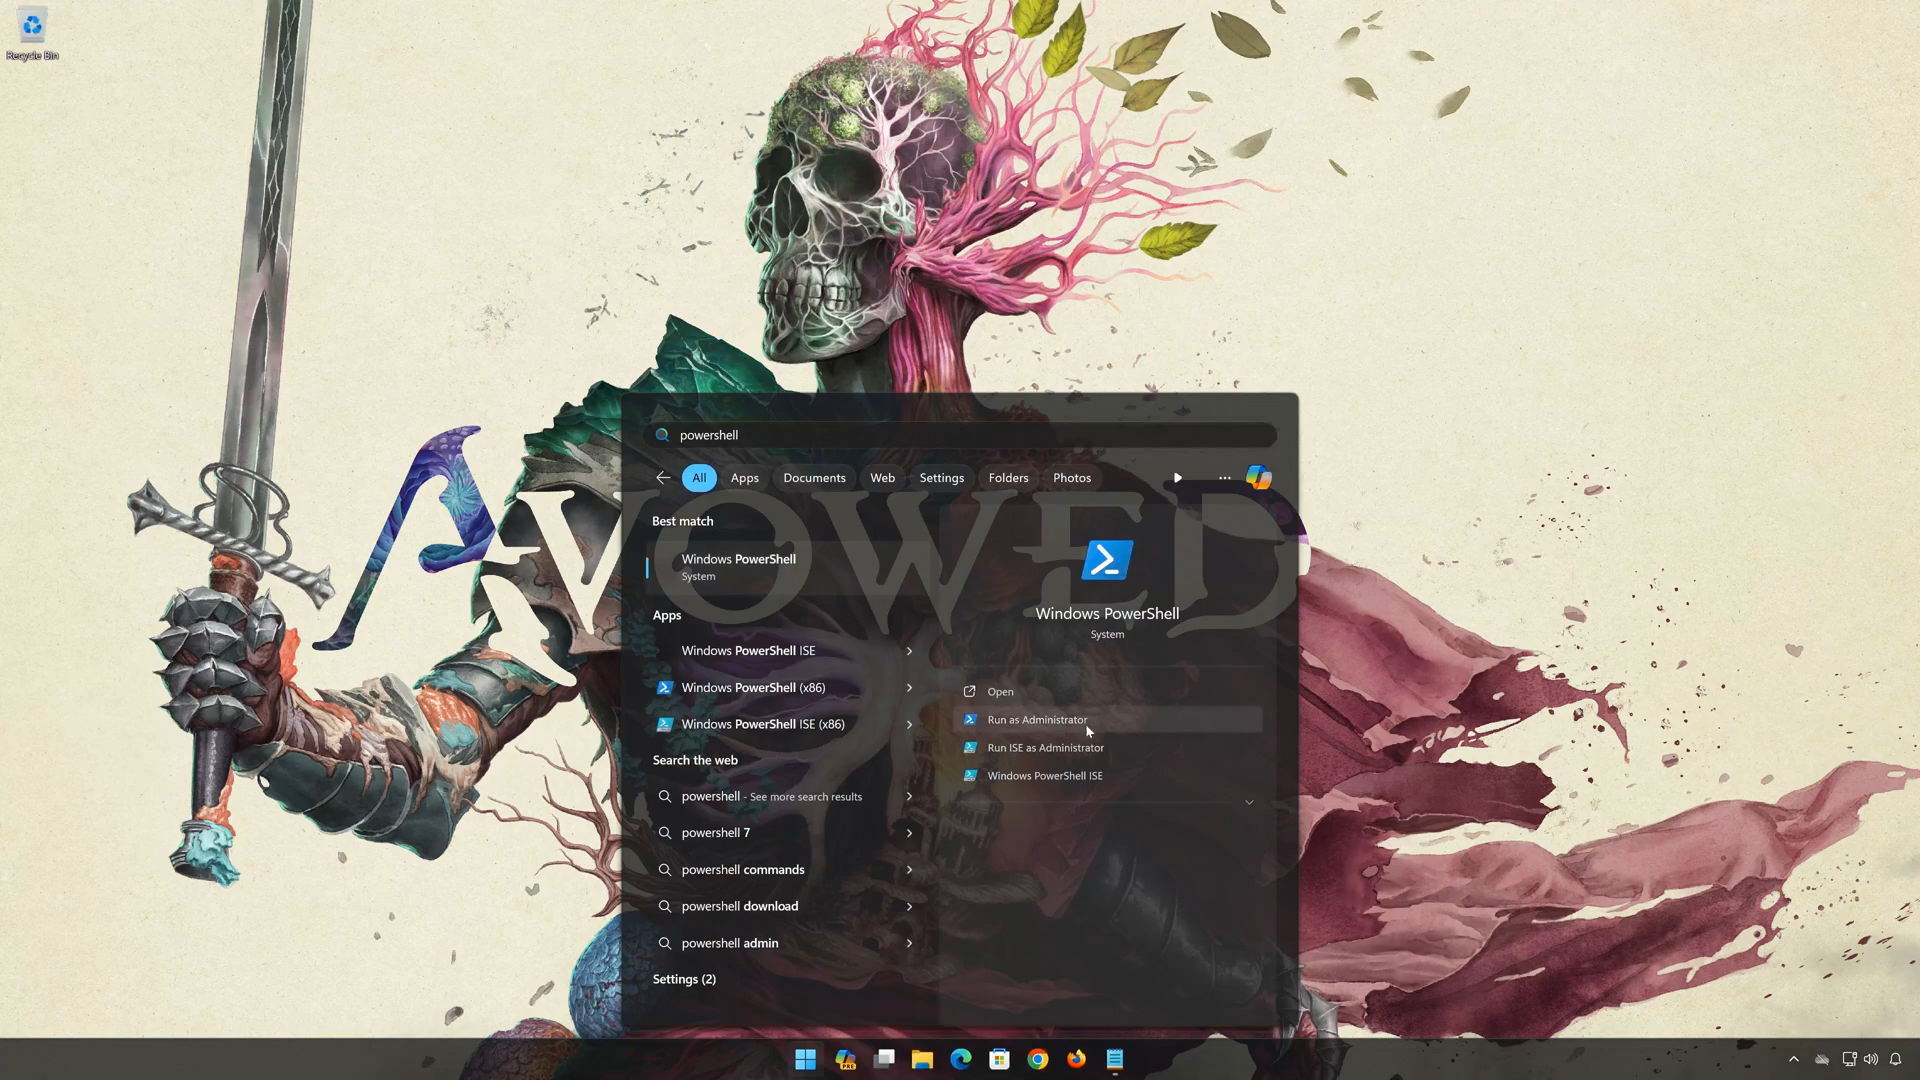 Recycle Bin
AVOWED
powershell
All
Apps
Documents
Web
Settings
Folders
Photos
Best match
Windows PowerShell
System
Apps
Windows PowerShell ISE
Windows PowerShell (x86)
Windows PowerShell ISE (x86)
Search the web
powershell - See more search results
powershell 7
powershell commands
powershell download
powershell admin
Settings (2)
Windows PowerShell
System
Open
Run as Administrator
Run ISE as Administrator
Windows PowerShell ISE
PRE